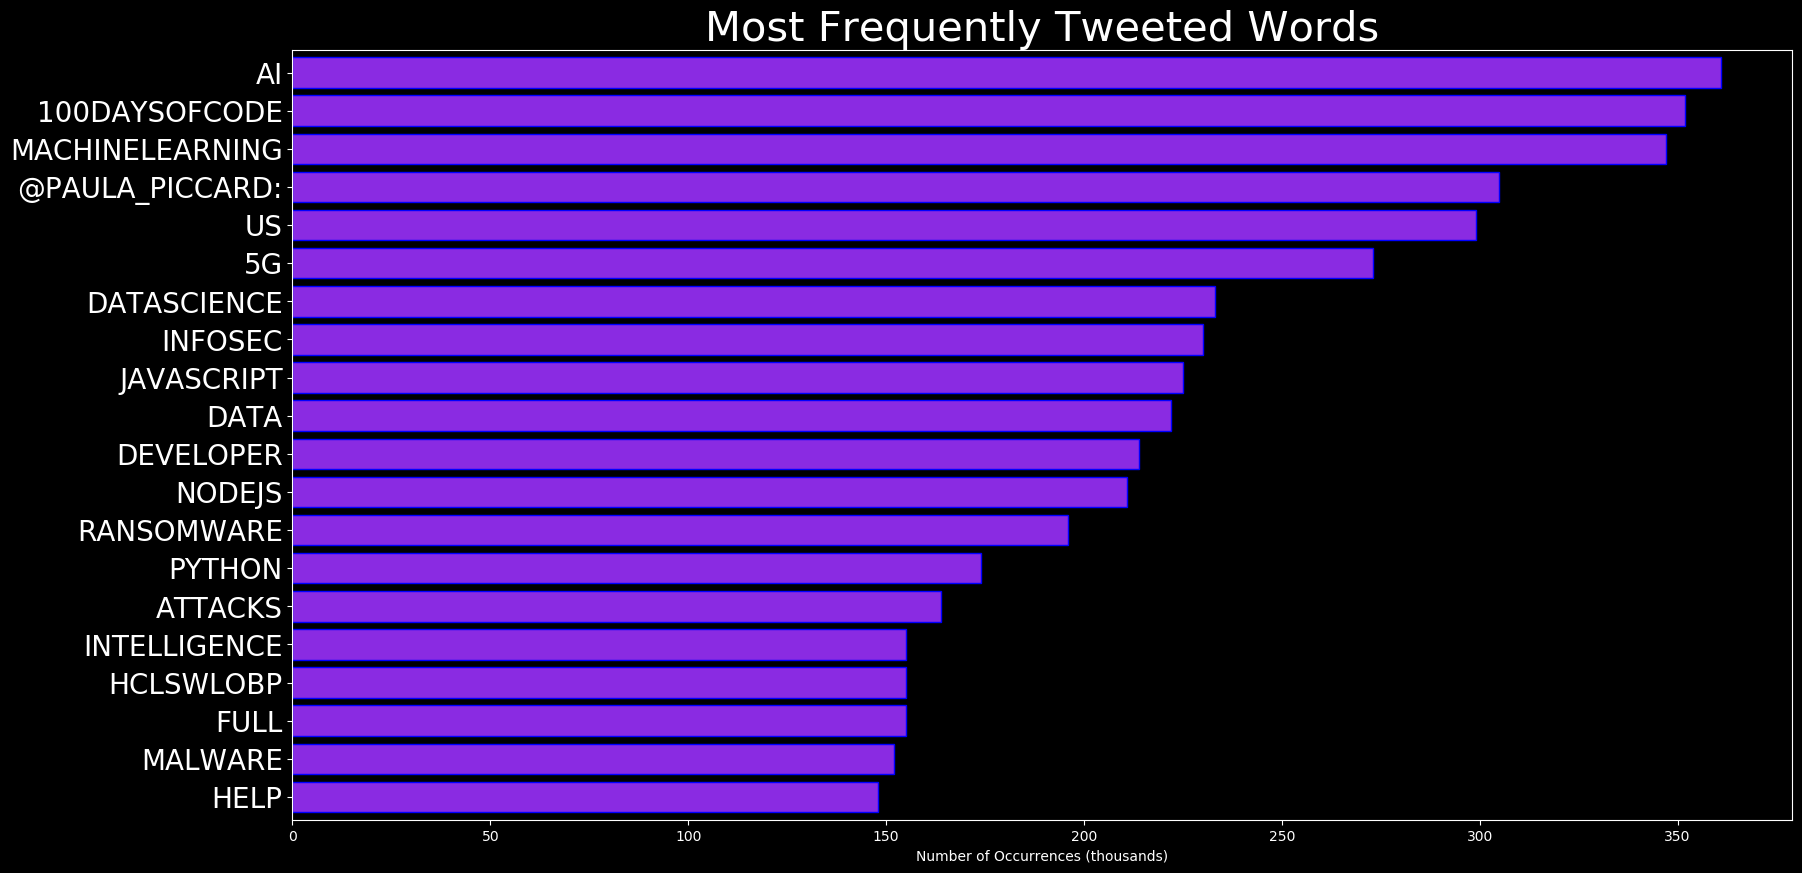 Most Frequently Tweeted Words
AI
100DAYSOFCODE
MACHINELEARNING
@PAULA_PICCARD:
US
5G
DATASCIENCE
INFOSEC
JAVASCRIPT
DATA
DEVELOPER
NODEJS
RANSOMWARE
PYTHON
ATTACKS
INTELLIGENCE
HCLSWLOBP
FULL
MALWARE
HELP
0 50 100 150 200 250 300 350
Number of Occurrences (thousands)